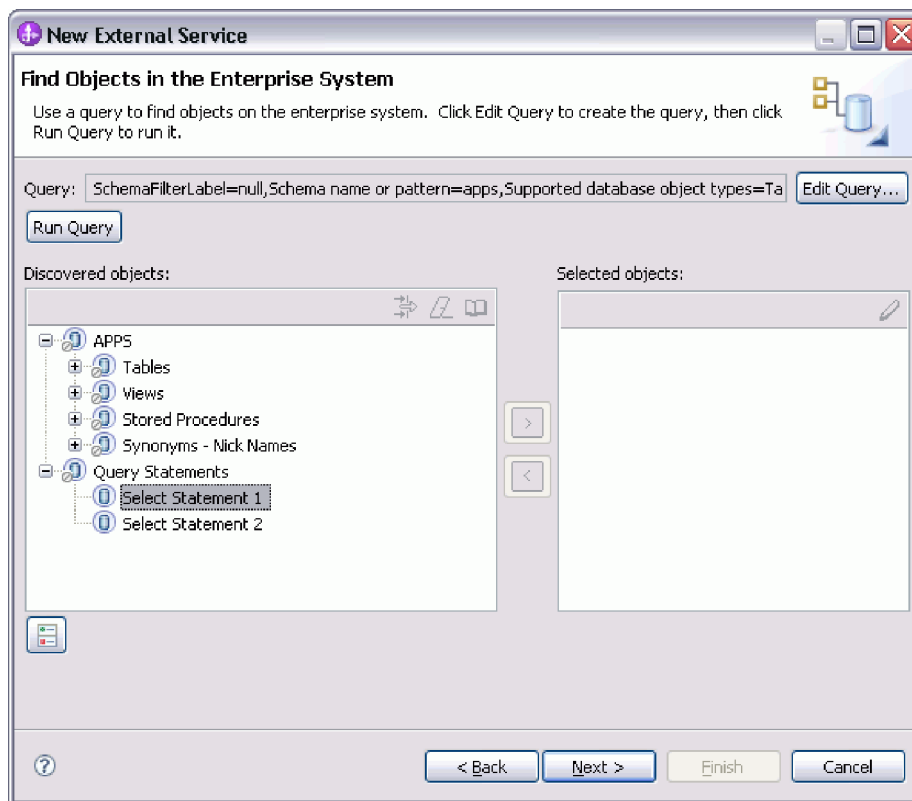 New External Service
Find Objects in the Enterprise System
Use a query to find objects on the enterprise system. Click Edit Query to create the query, then click
Run Query to run it.
Query: SchemaFilterLabel=null,Schema name or pattern=apps,Supported database object types=Ta Edit Query...
Run Query
Discovered objects: Selected objects:
APPS
Tables
Views
Stored Procedures
Synonyms - Nick Names
> 
Query Statements
<
Select Statement 1
Select Statement 2
? < Back Next > Finish Cancel